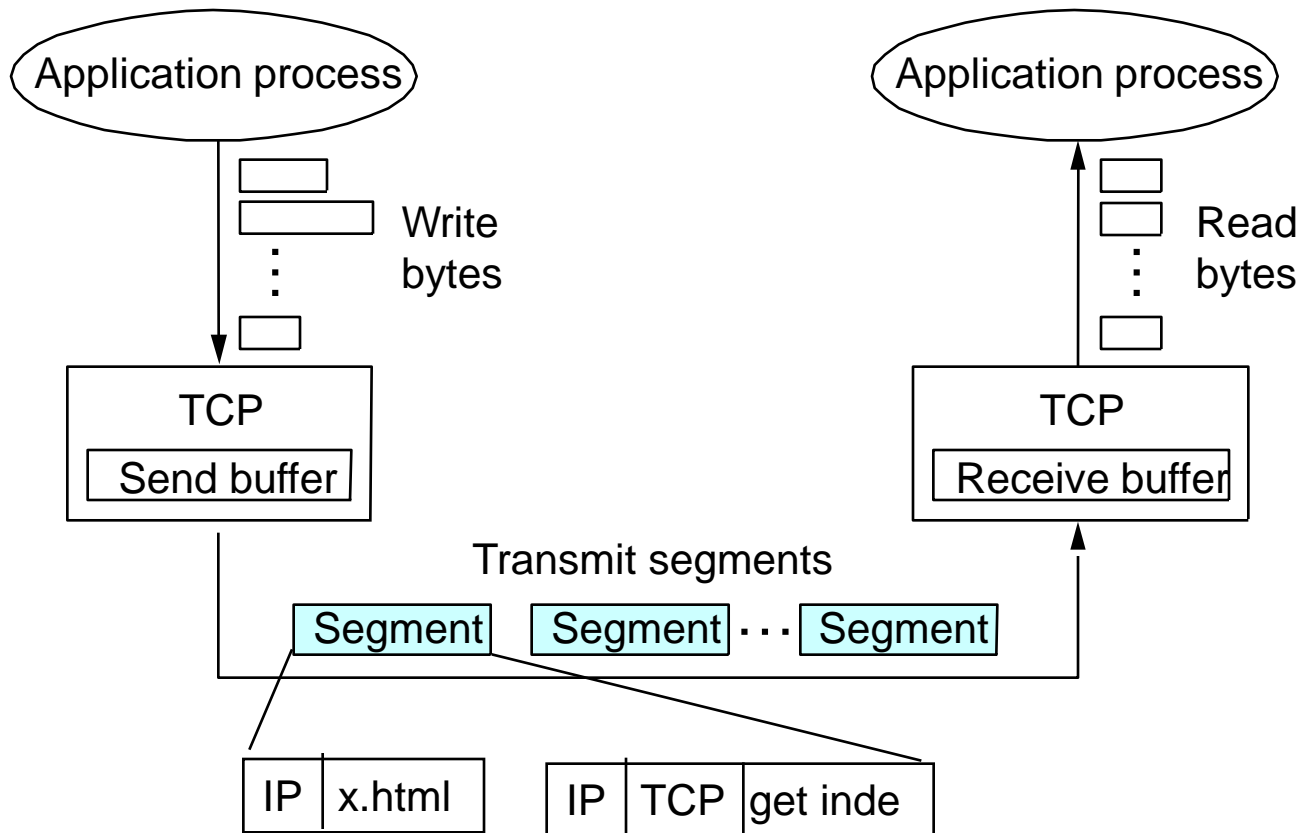 Application process
Application process
Write
bytes
Read
bytes
TCP
Send buffer
TCP
Receive buffer
Transmit segments
Segment
Segment
Segment
IP
x.html
IP
TCP
get inde